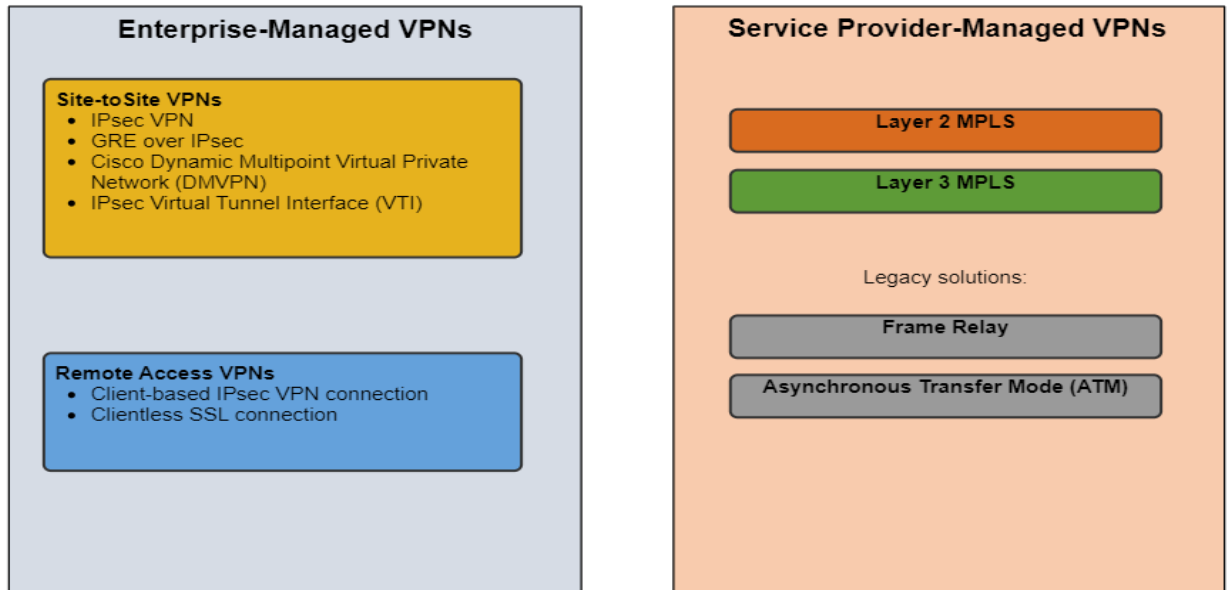 Enterprise-Managed VPNs
Site-toSite VPNs
• IPsec VPN
• GRE over IPsec
• Cisco Dynamic Multipoint Virtual Private
Network (DMVPN)
• IPsec Virtual Tunnel Interface (VTI)
Remote Access VPNs
• Client-based IPsec VPN connection
• Clientless SSL connection
Service Provider-Managed VPNs
Layer 2 MPLS
Layer 3 MPLS
Legacy solutions:
Frame Relay
Asynchronous Transfer Mode (ATM)